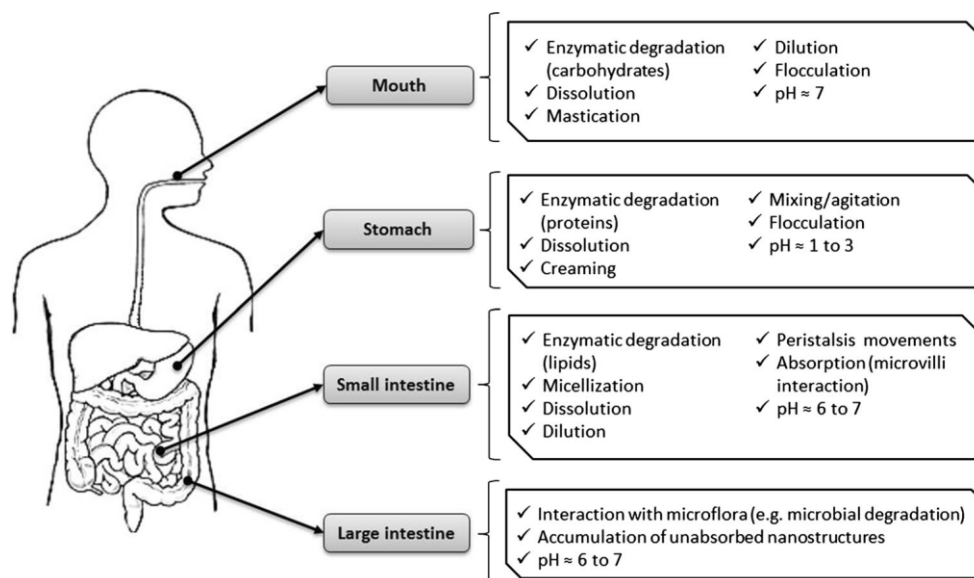 Mouth
✓ Enzymatic degradation
(carbohydrates)
✓ Dissolution
✓ Mastication
✓ Dilution
✓ Flocculation
✓ pH ≈ 7
Stomach
✓ Enzymatic degradation
(proteins)
✓ Dissolution
✓ Creaming
✓ Mixing/agitation
✓ Flocculation
✓ pH ≈ 1 to 3
Small intestine
✓ Enzymatic degradation
(lipids)
✓ Micellization
✓ Dissolution
✓ Dilution
✓ Peristalsis movements
✓ Absorption (microvilli
interaction)
✓ pH ≈ 6 to 7
Large intestine
✓ Interaction with microflora (e.g. microbial degradation)
✓ Accumulation of unabsorbed nanostructures
✓ pH ≈ 6 to 7